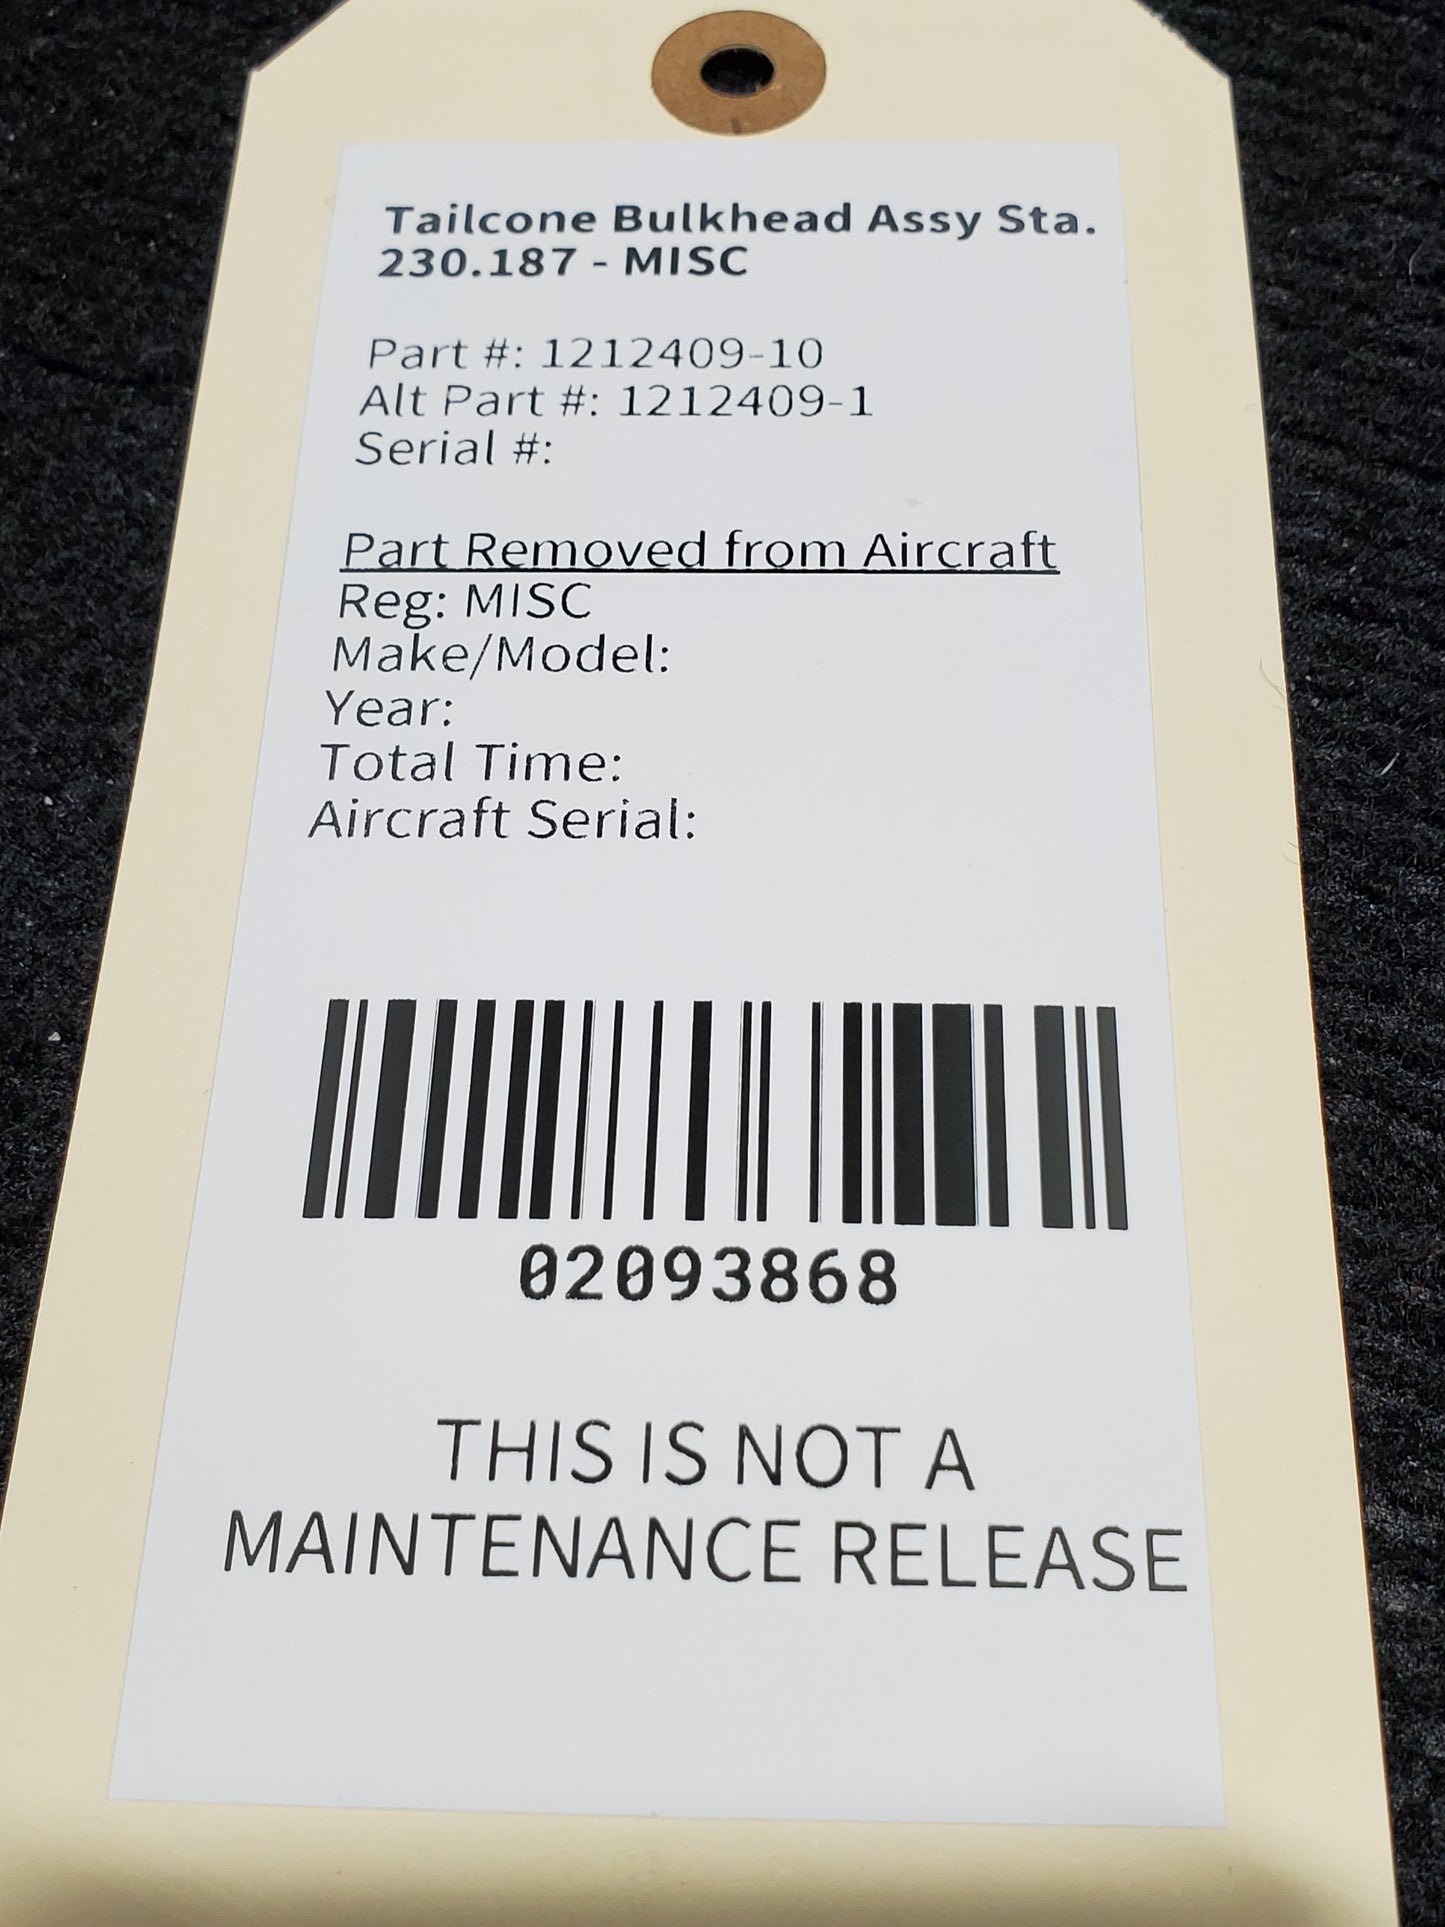 Tailcone Bulkhead Assy Sta.
230.187 - MISC
Part #: 1212409-10
Alt Part #: 1212409-1
Serial #:
Part Removed from Aircraft
Reg: MISC
Make/Model:
Year:
Total Time:
Aircraft Serial:
02093868
THIS IS NOT A
MAINTENANCE RELEASE